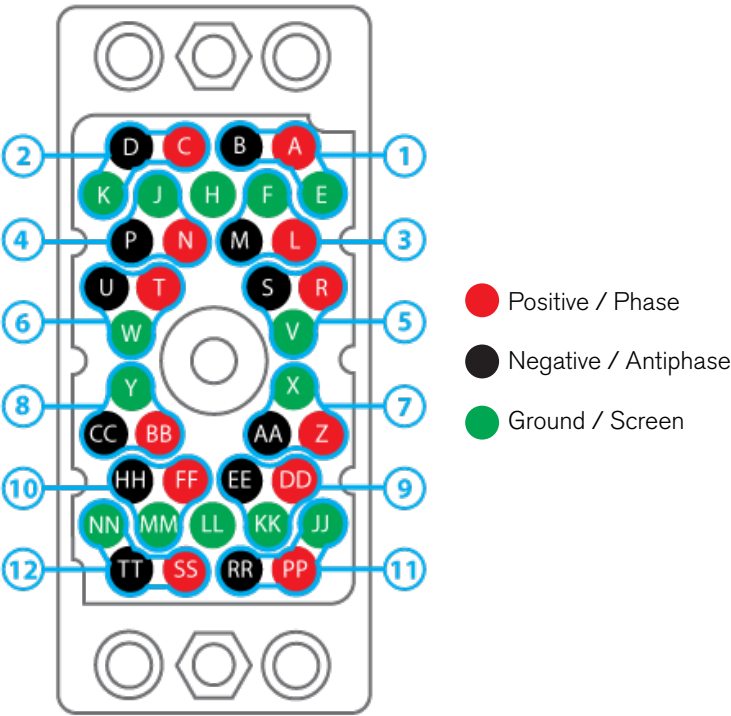 2 D C B A 1
K J H F E
4 P N M L 3
U T S R
Positive / Phase
6 W V 5
Negative / Antiphase
8 Y X 7
Ground / Screen
CC BB AA Z
10 HH FF EE DD 9
NN MM LL KK JJ
12 TT SS RR PP 11